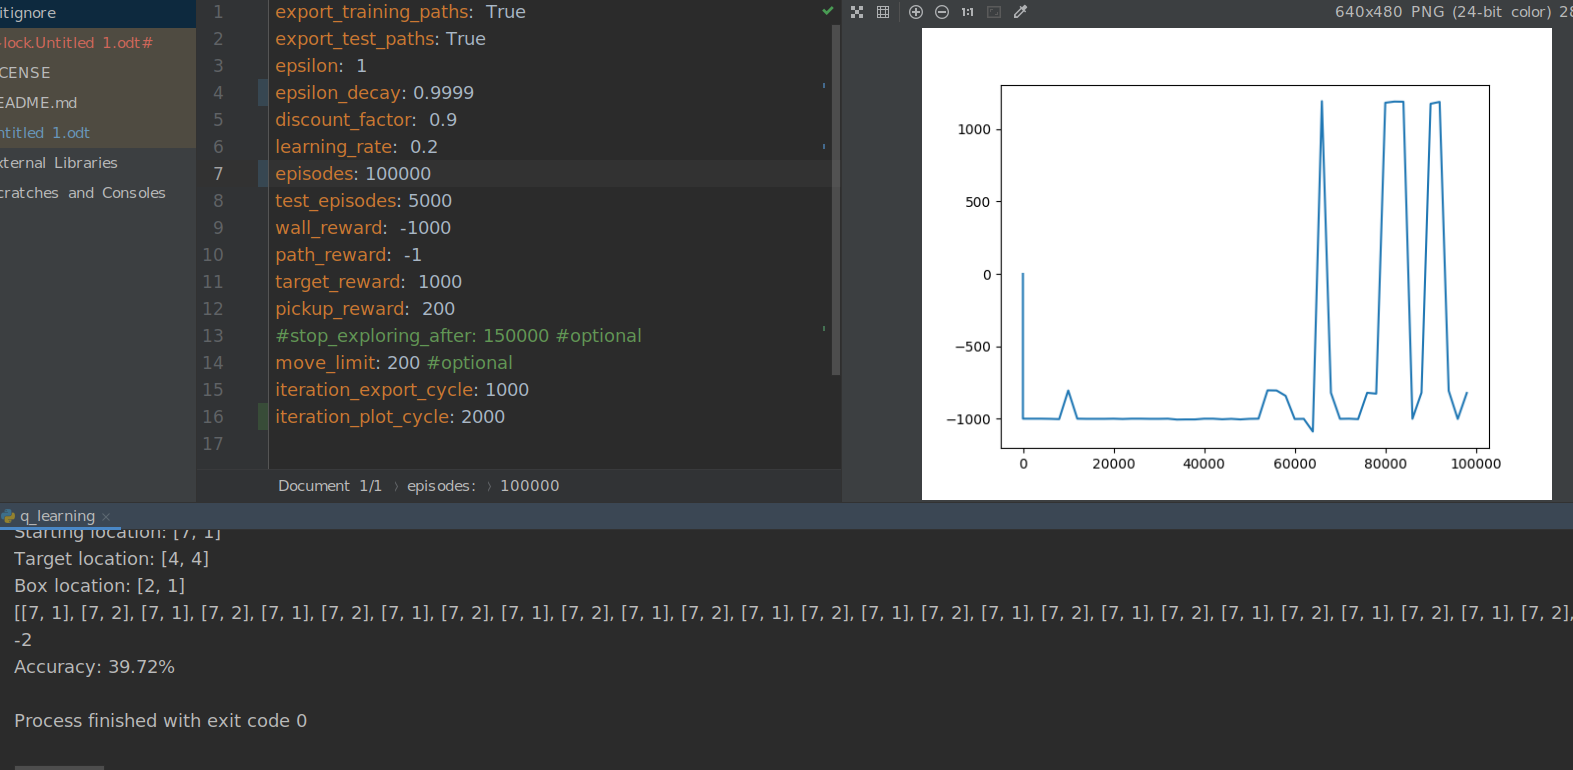 itignore
-lock.Untitled 1.odt#
CENSE
EADME.md
ntitled 1.odt
xternal Libraries
cratches and Consoles
1 export_training_paths: True
2 export_test_paths: True
3 epsilon: 1
4 epsilon_decay: 0.9999
5 discount_factor: 0.9
6 learning_rate: 0.2
7 episodes: 100000
8 test_episodes: 5000
9 wall_reward: -1000
10 path_reward: -1
11 target_reward: 1000
12 pickup_reward: 200
13 #stop_exploring_after: 150000 #optional
14 move_limit: 200 #optional
15 iteration_export_cycle: 1000
16 iteration_plot_cycle: 2000
17
Document 1/1 › episodes: › 100000
1:1
640x480 PNG (24-bit color) 28
1000
500
0
−500
−1000
0 20000 40000 60000 80000 100000
q_learning ×
Starting location: [7, 1]
Target location: [4, 4]
Box location: [2, 1]
[[7, 1], [7, 2], [7, 1], [7, 2], [7, 1], [7, 2], [7, 1], [7, 2], [7, 1], [7, 2], [7, 1], [7, 2], [7, 1], [7, 2], [7, 1], [7, 2], [7, 1], [7, 2], [7, 1], [7, 2], [7, 1], [7, 2], [7, 1], [7, 2], [7, 1], [7, 2],
-2
Accuracy: 39.72%
Process finished with exit code 0